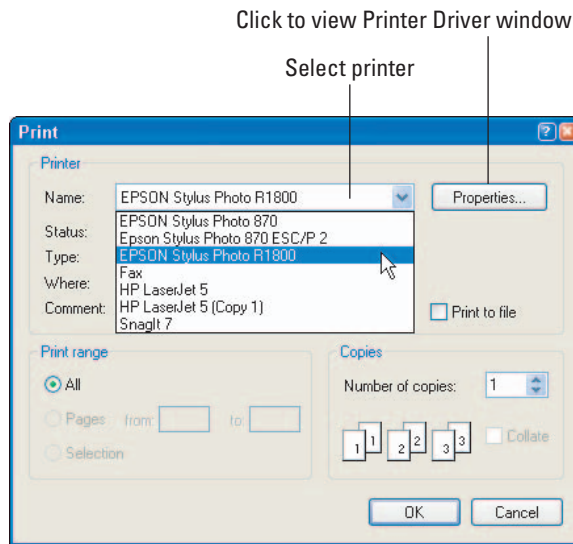 Click to view Printer Driver window
Select printer
Print
Printer
Name: EPSON Stylus Photo R1800 Properties...
EPSON Stylus Photo 870
Status: Epson Stylus Photo 870 ESC/P 2
Type: EPSON Stylus Photo R1800
Fax
Where: HP LaserJet 5
Comment: HP LaserJet 5 (Copy 1) Print to file
SnagIt 7
Print range Copies
All Number of copies: 1
Pages from: to:
1 1 2 2 3 3 Collate
Selection
OK Cancel